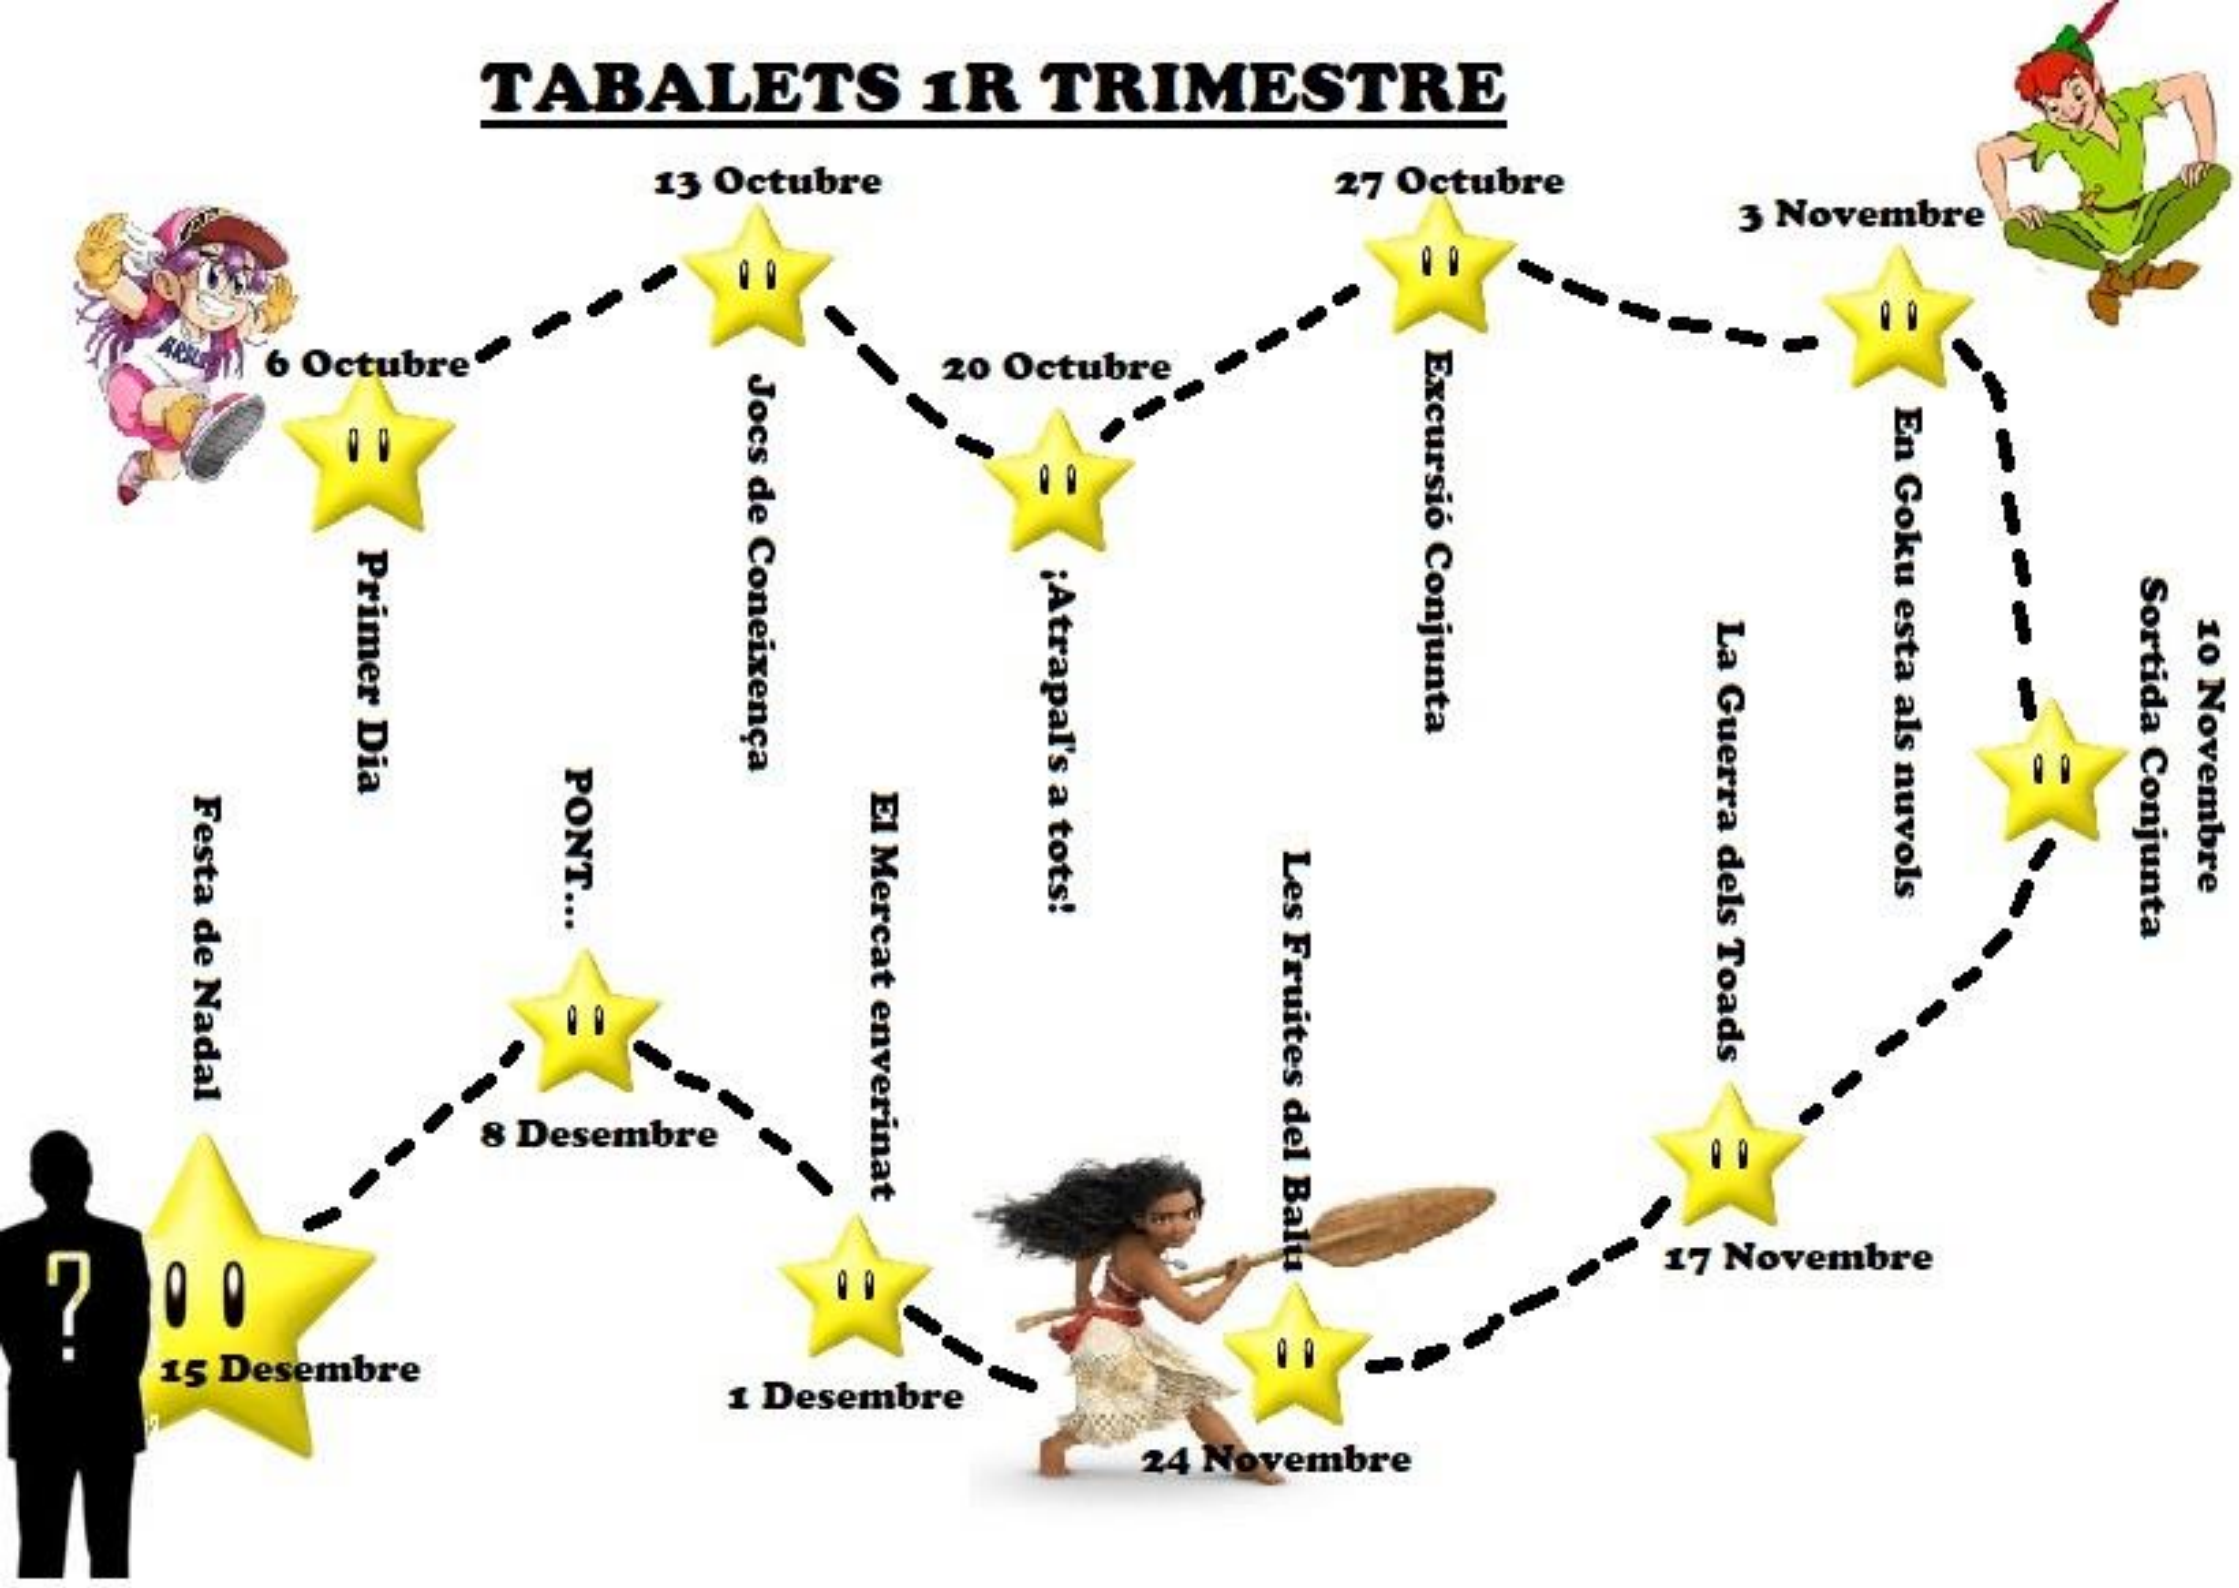 TABALETS 1R TRIMESTRE
6 Octubre
Primer Dia
13 Octubre
Jocs de Coneixença
20 Octubre
¡Atrapal's a tots!
27 Octubre
Excursió Conjunta
3 Novembre
En Goku esta als nuvols
10 Novembre
Sortida Conjunta
La Guerra dels Toads
17 Novembre
Les Fruites del Balu
24 Novembre
El Mercat enverinat
1 Desembre
PONT...
8 Desembre
Festa de Nadal
15 Desembre
?